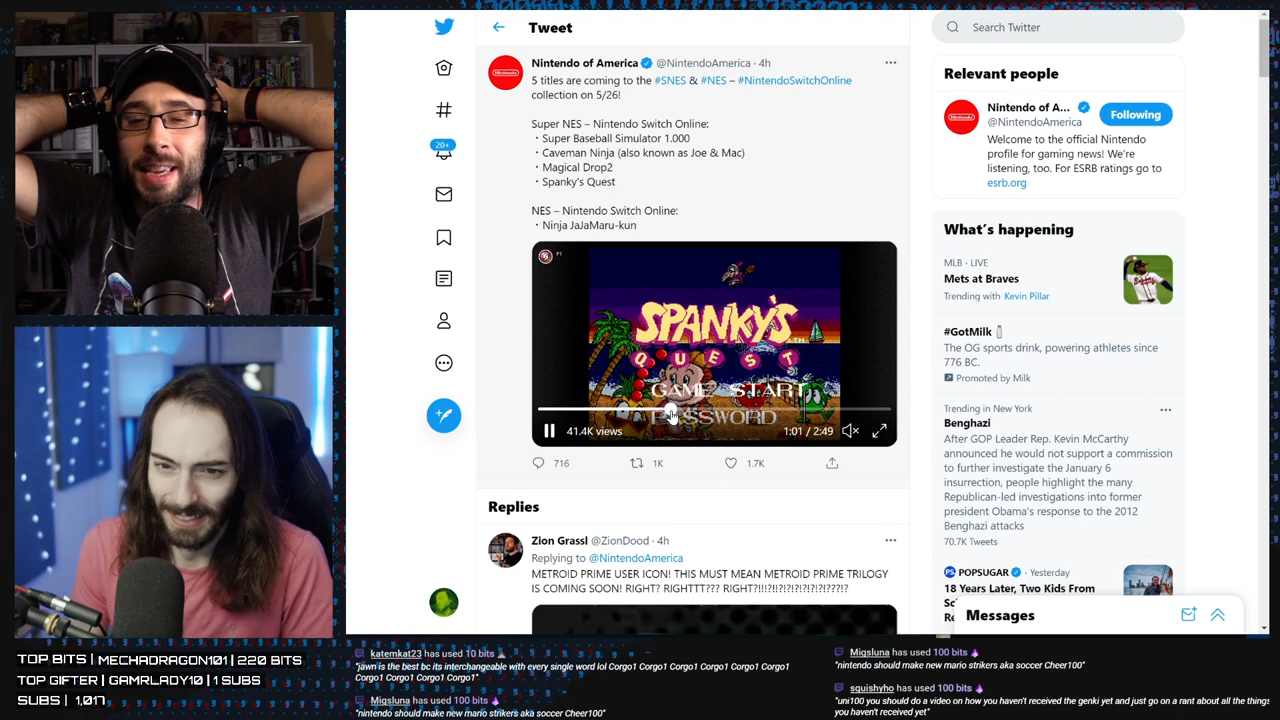 Tweet
Nintendo of America @NintendoAmerica · 4h
5 titles are coming to the #SNES & #NES – #NintendoSwitchOnline
collection on 5/26!
Super NES – Nintendo Switch Online:
・Super Baseball Simulator 1.000
・Caveman Ninja (also known as Joe & Mac)
・Magical Drop2
・Spanky's Quest
NES – Nintendo Switch Online:
・Ninja JaJaMaru-kun
P1
SPANKY'S
QUEST
GAME START
PASSWORD
41.4K views
1:01 / 2:49
716
1K
1.7K
Replies
Zion Grassl @ZionDood · 4h
Replying to @NintendoAmerica
METROID PRIME USER ICON! THIS MUST MEAN METROID PRIME TRILOGY
20+
Nintendo
Search Twitter
Relevant people
Nintendo of A...
@NintendoAmerica
Following
Welcome to the official Nintendo
profile for gaming news! We're
listening, too. For ESRB ratings go to
esrb.org
What's happening
MLB · LIVE
Mets at Braves
Trending with Kevin Pillar
#GotMilk
The OG sports drink, powering athletes since
776 BC.
Promoted by Milk
Trending in New York
Benghazi
After GOP Leader Rep. Kevin McCarthy
announced he would not support a commission
to further investigate the January 6
insurrection, people highlight the many
Republican-led investigations into former
president Obama's response to the 2012
Benghazi attacks
70.7K Tweets
POPSUGAR · Yesterday
18 Years Later, Two Kids From
Messages
TOP BITS | MECHADRAGON101 | 220 BITS
TOP GIFTER | GAMRLADY10 | 1 SUBS
SUBS | 1,017
katemkat23 has used 10 bits
"jawn is the best bc its interchangeable with every single word lol Corgo1 Corgo1 Corgo1 Corgo1 Corgo1 Corgo1
Corgo1 Corgo1 Corgo1 Corgo1"
Miqsluna has used 100 bits
"nintendo should make new mario strikers aka soccer Cheer100"
Miqsluna has used 100 bits
"nintendo should make new mario strikers aka soccer Cheer100"
squishyho has used 100 bits
"uni100 you should do a video on how you haven't received the genki yet and just go on a rant about all the things
you haven't received yet"